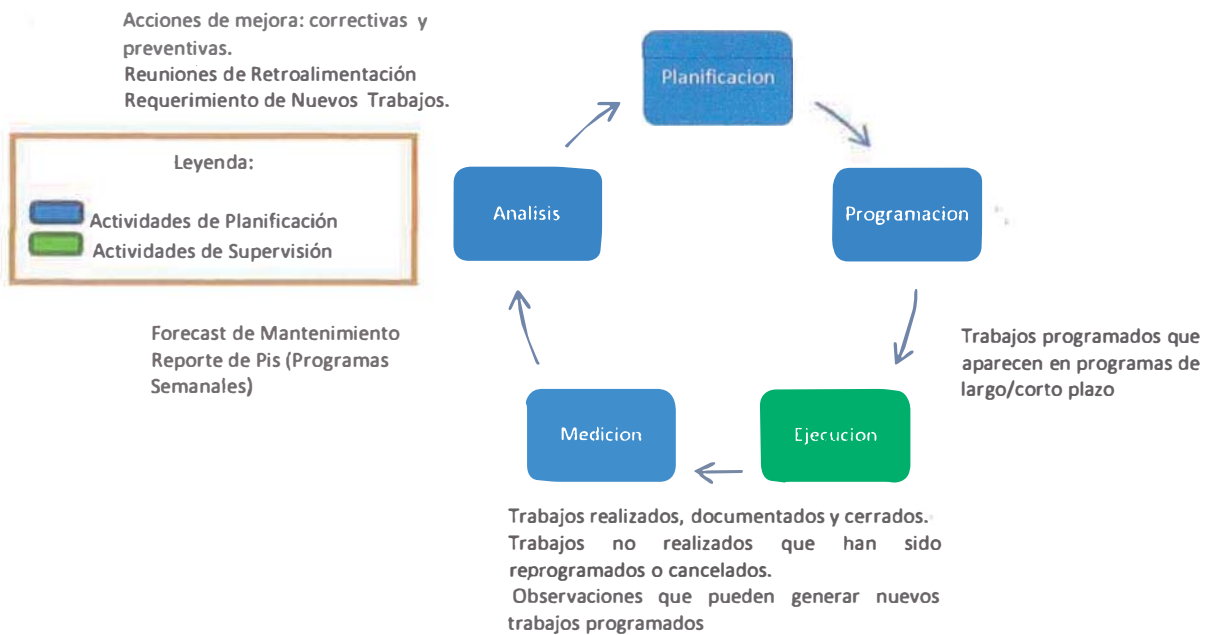 Acciones de mejora: correctivas y
preventivas.
Reuniones de Retroalimentación
Requerimiento de Nuevos Trabajos.
Planificacion
Leyenda:
Actividades de Planificación
Actividades de Supervisión
Analisis
Programacion
Forecast de Mantenimiento
Reporte de Pis (Programas
Semanales)
Trabajos programados que
aparecen en programas de
largo/corto plazo
Medicion
Ejecucion
Trabajos realizados, documentados y cerrados.
Trabajos no realizados que han sido
reprogramados o cancelados.
Observaciones que pueden generar nuevos
trabajos programados